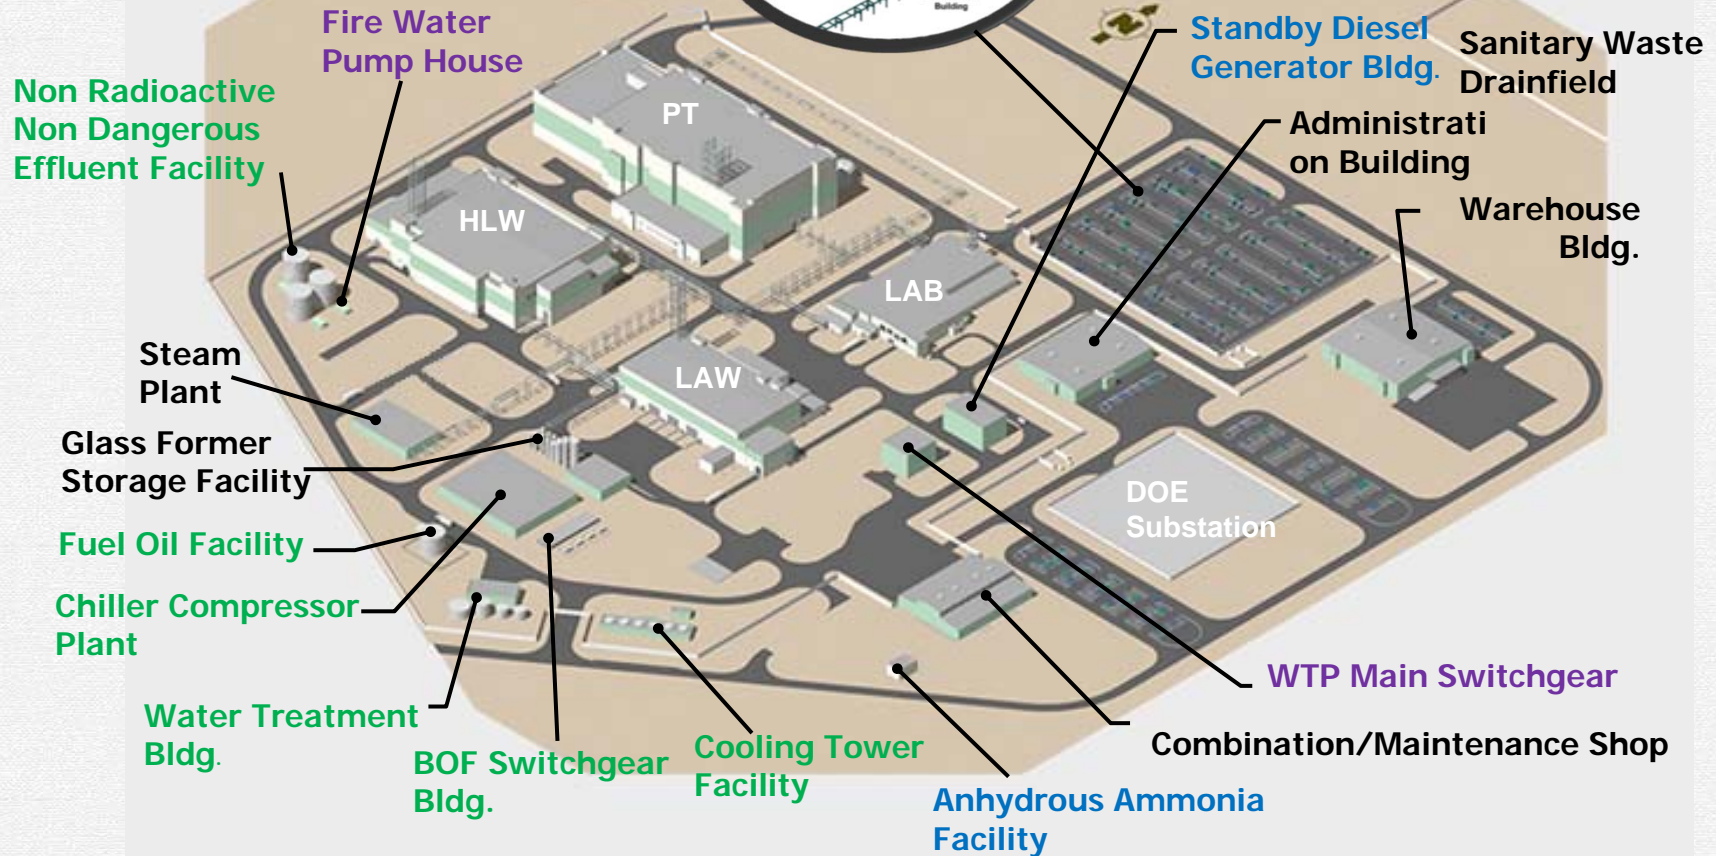 Building
N
Fire Water
Pump House
Standby Diesel
Generator Bldg.
Sanitary Waste
Drainfield
Non Radioactive
Non Dangerous
Effluent Facility
PT
Administrati
on Building
HLW
Warehouse
Bldg.
LAB
Steam
Plant
LAW
Glass Former
Storage Facility
DOE
Substation
Fuel Oil Facility
Chiller Compressor
Plant
WTP Main Switchgear
Water Treatment
Bldg.
BOF Switchgear
Bldg.
Cooling Tower
Facility
Combination/Maintenance Shop
Anhydrous Ammonia
Facility